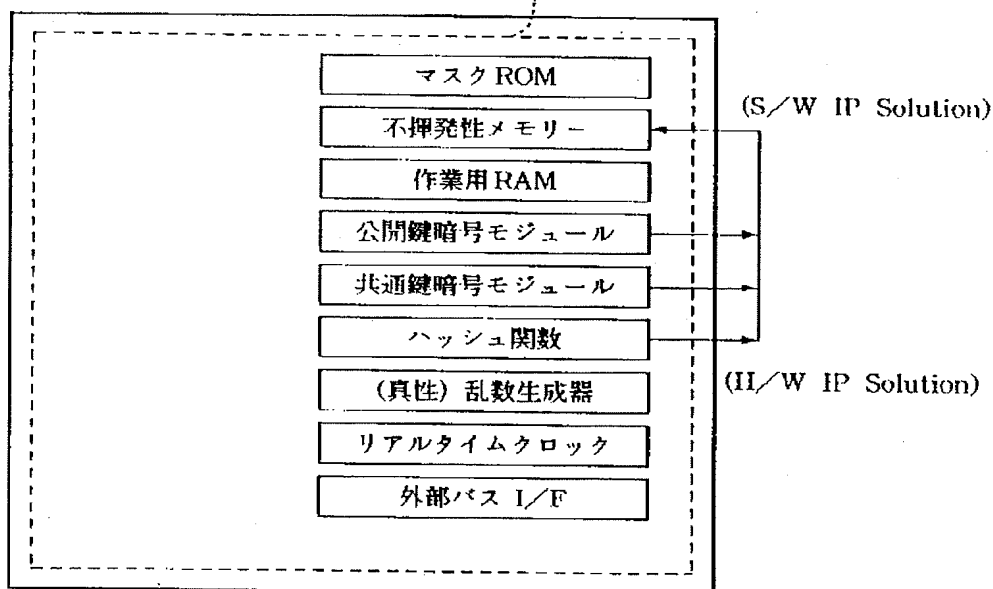 マスクROM
(S/W IP Solution)
不揮発性メモリー
作業用RAM
公開鍵暗号モジュール
共通鍵暗号モジュール
ハッシュ関数
(H/W IP Solution)
(真性) 乱数生成器
リアルタイムクロック
外部バス I/F